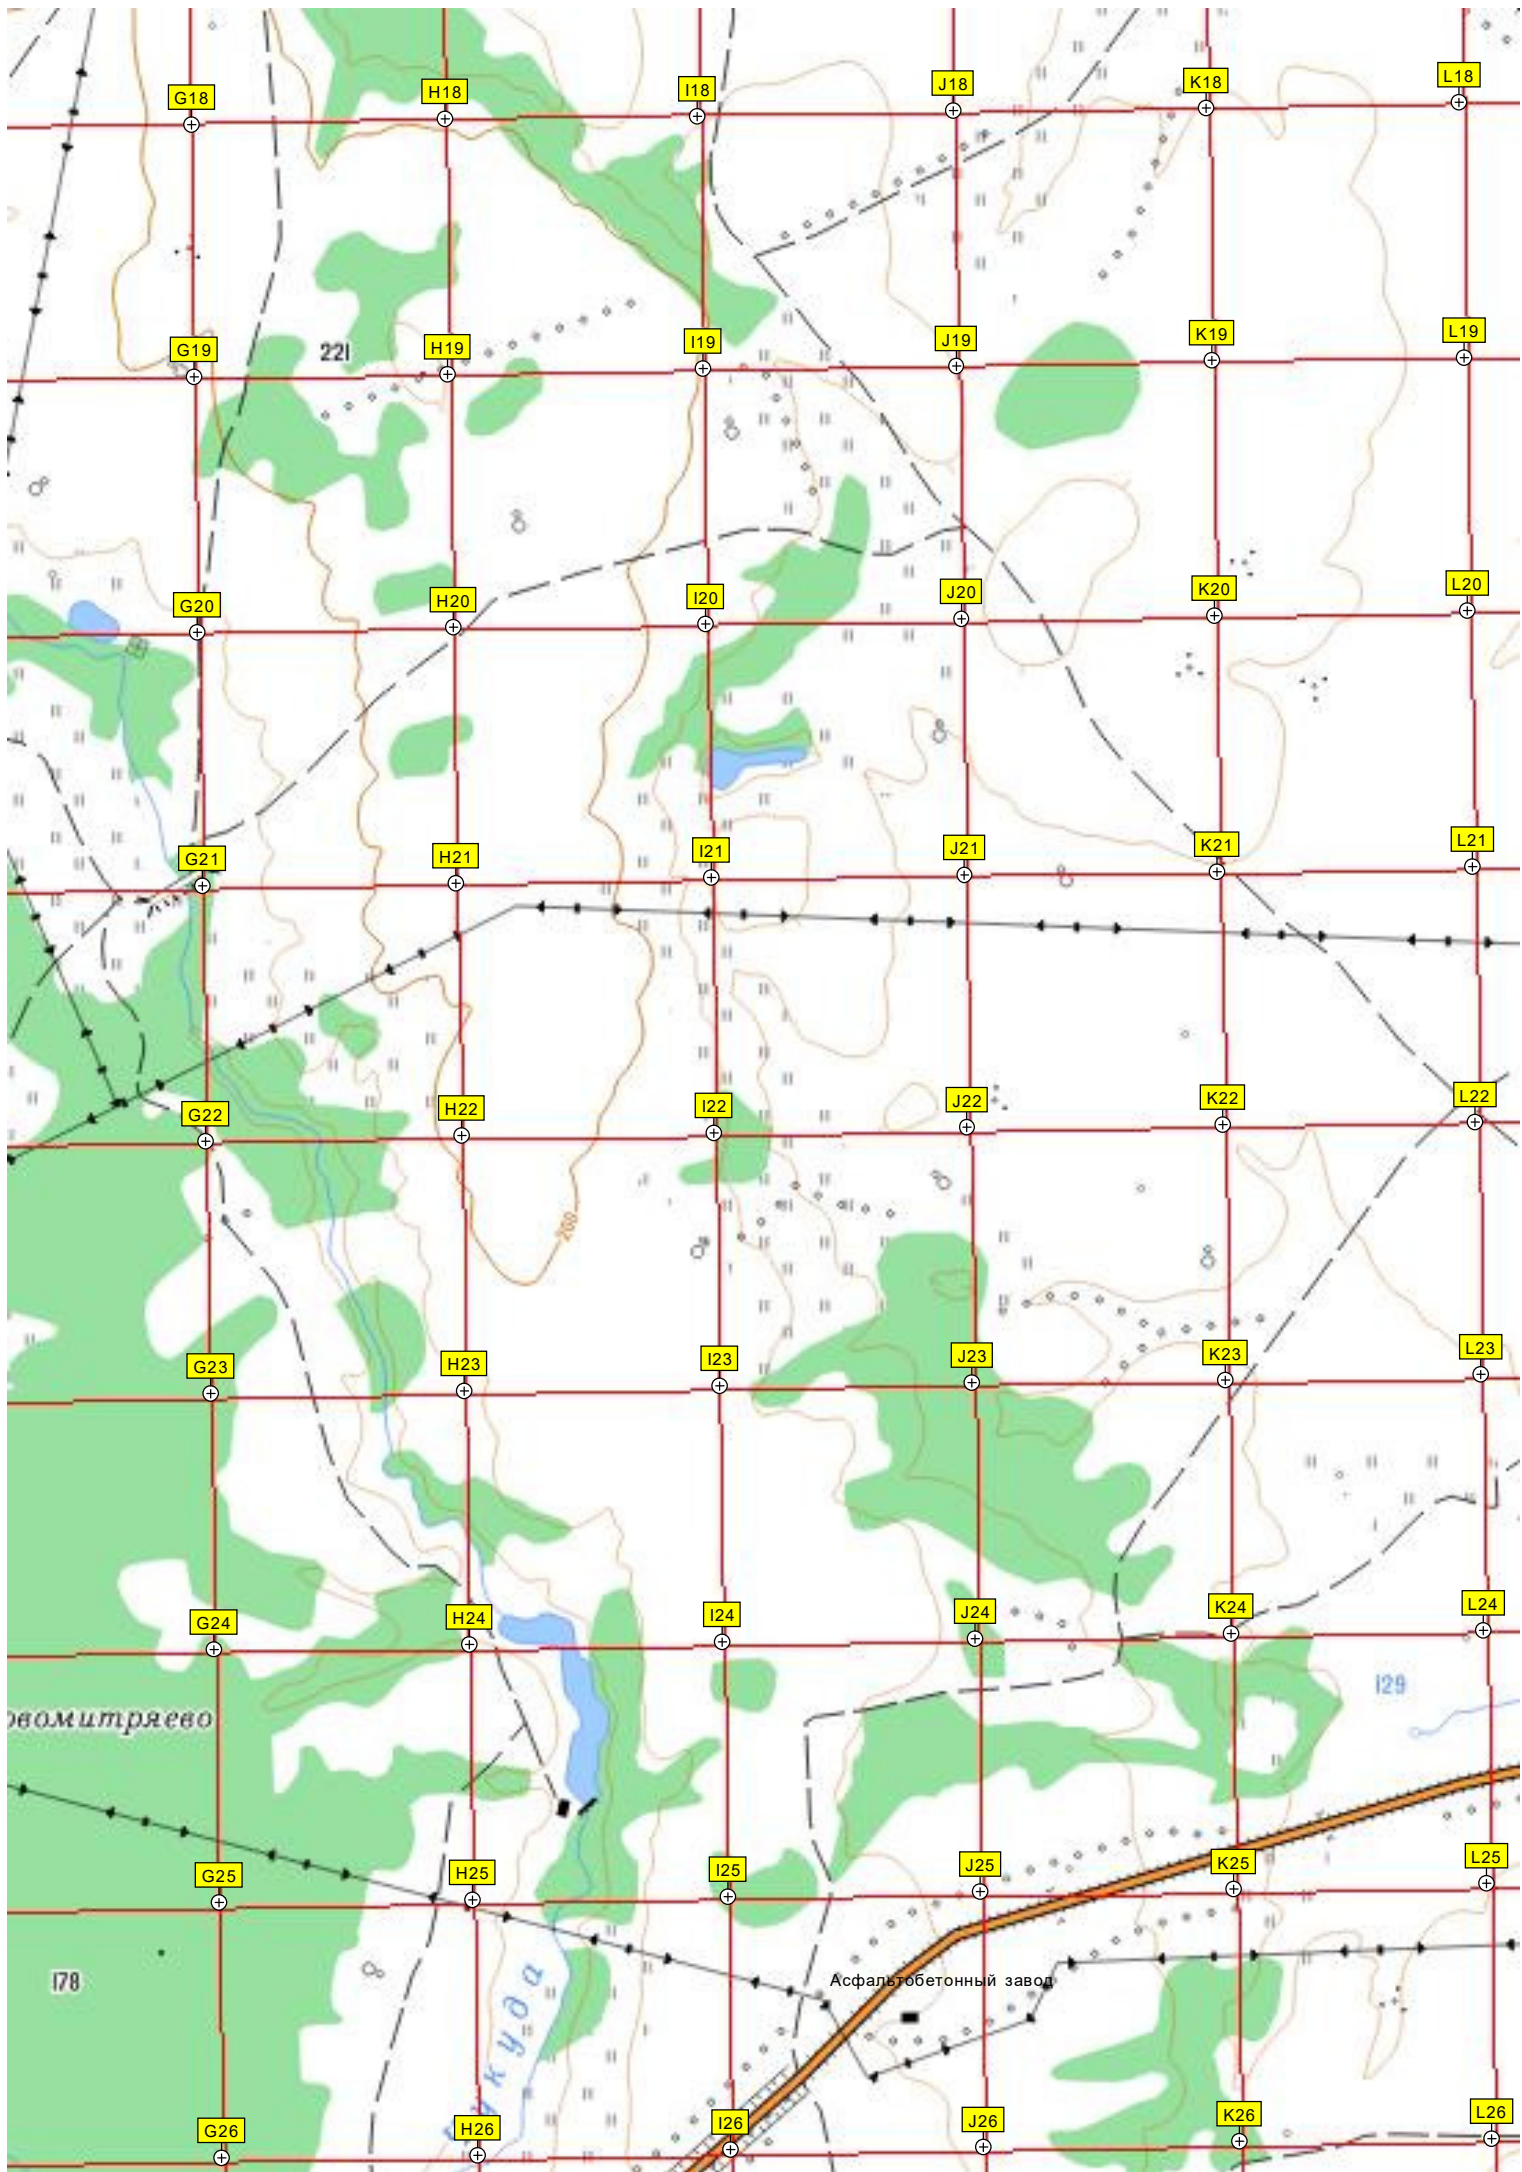 G18 H18 I18 J18 K18 L18
G19 221 H19 I19 J19 K19 L19
G20 H20 I20 J20 K20 L20
G21 H21 I21 J21 K21 L21
G22 H22 I22 J22 K22 L22
200
G23 H23 I23 J23 K23 L23
G24 H24 I24 J24 K24 L24
129
овомитряево
G25 H25 I25 J25 K25 L25
178
Асфальтобетонный завод
куда
G26 H26 I26 J26 K26 L26